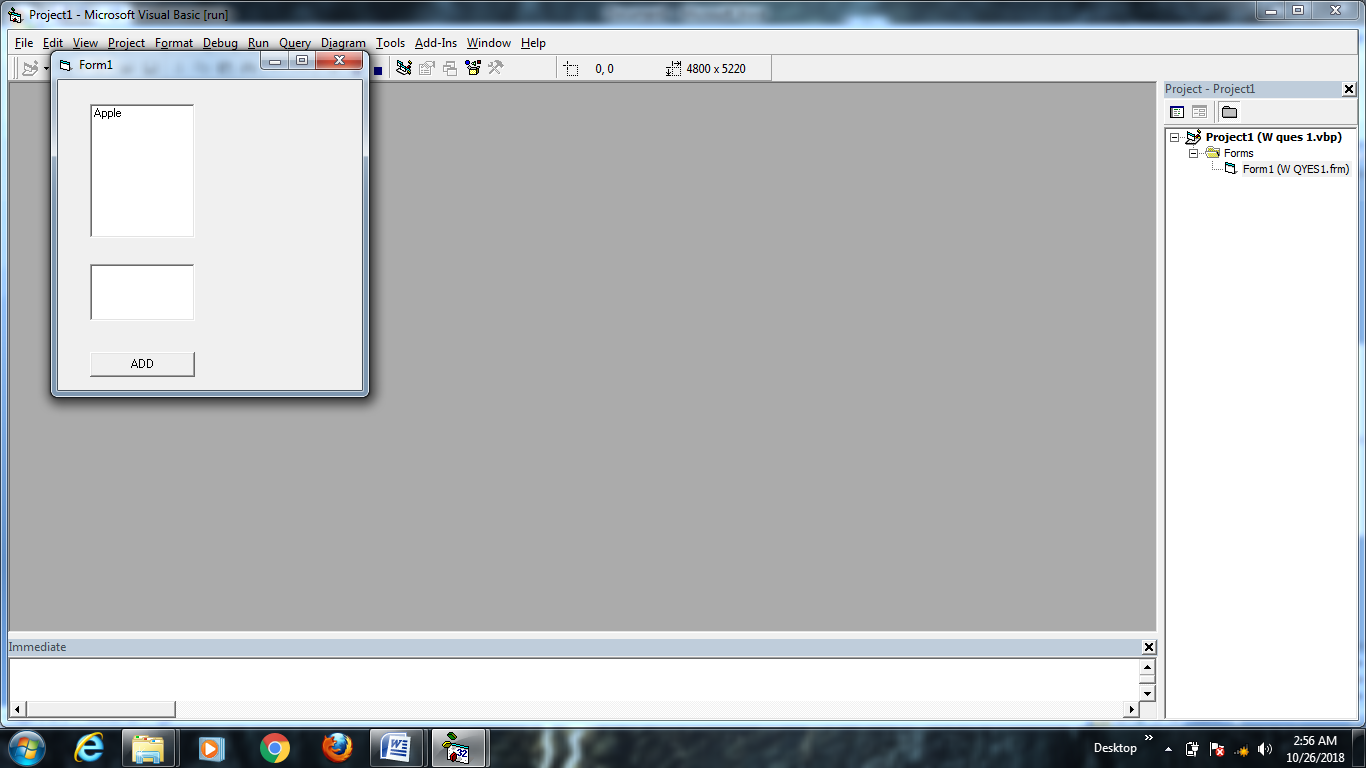 Project1 - Microsoft Visual Basic [run]
File Edit View Project Format Debug Run Query Diagram Tools Add-Ins Window Help
0, 0 4800 x 5220
Form1
Apple
ADD
Project - Project1
Project1 (W ques 1.vbp)
Forms
Form1 (W QYES1.frm)
Immediate
Desktop
2:56 AM
10/26/2018